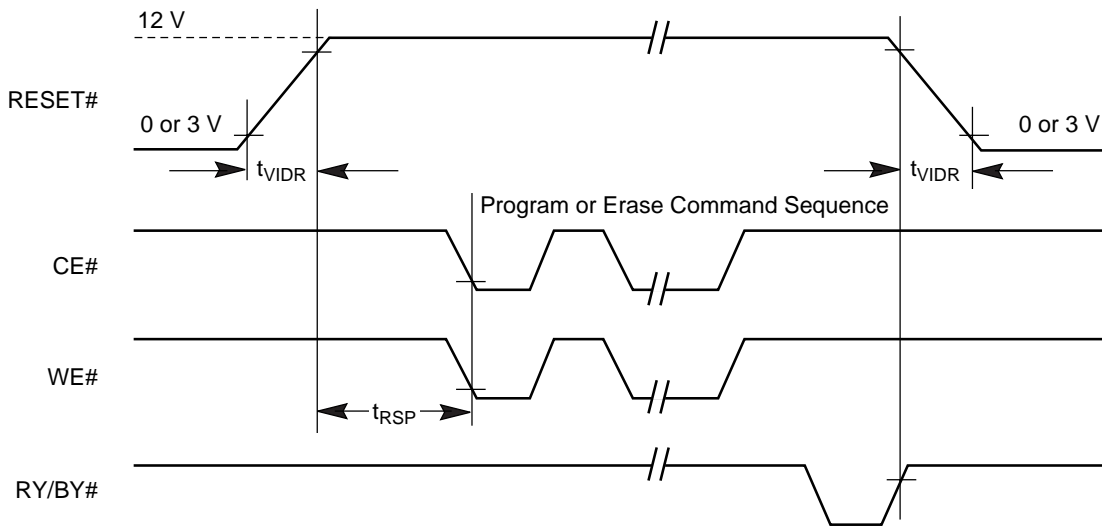 12 V
RESET#
0 or 3 V
0 or 3 V
tVIDR
tVIDR
Program or Erase Command Sequence
CE#
WE#
tRSP
RY/BY#